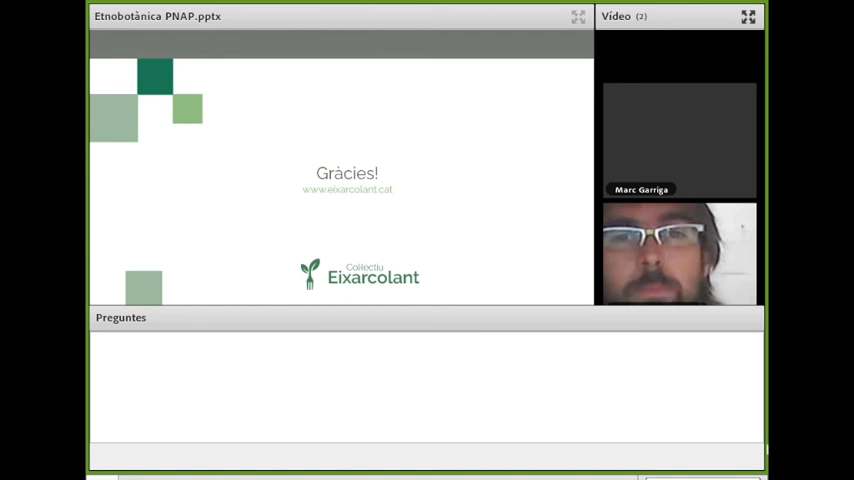 Etnobotànica PNAP.pptx
Vídeo (2)
Gràcies!
www.eixarcolant.cat
Col·lectiu
Eixarcolant
Marc Garriga
Preguntes